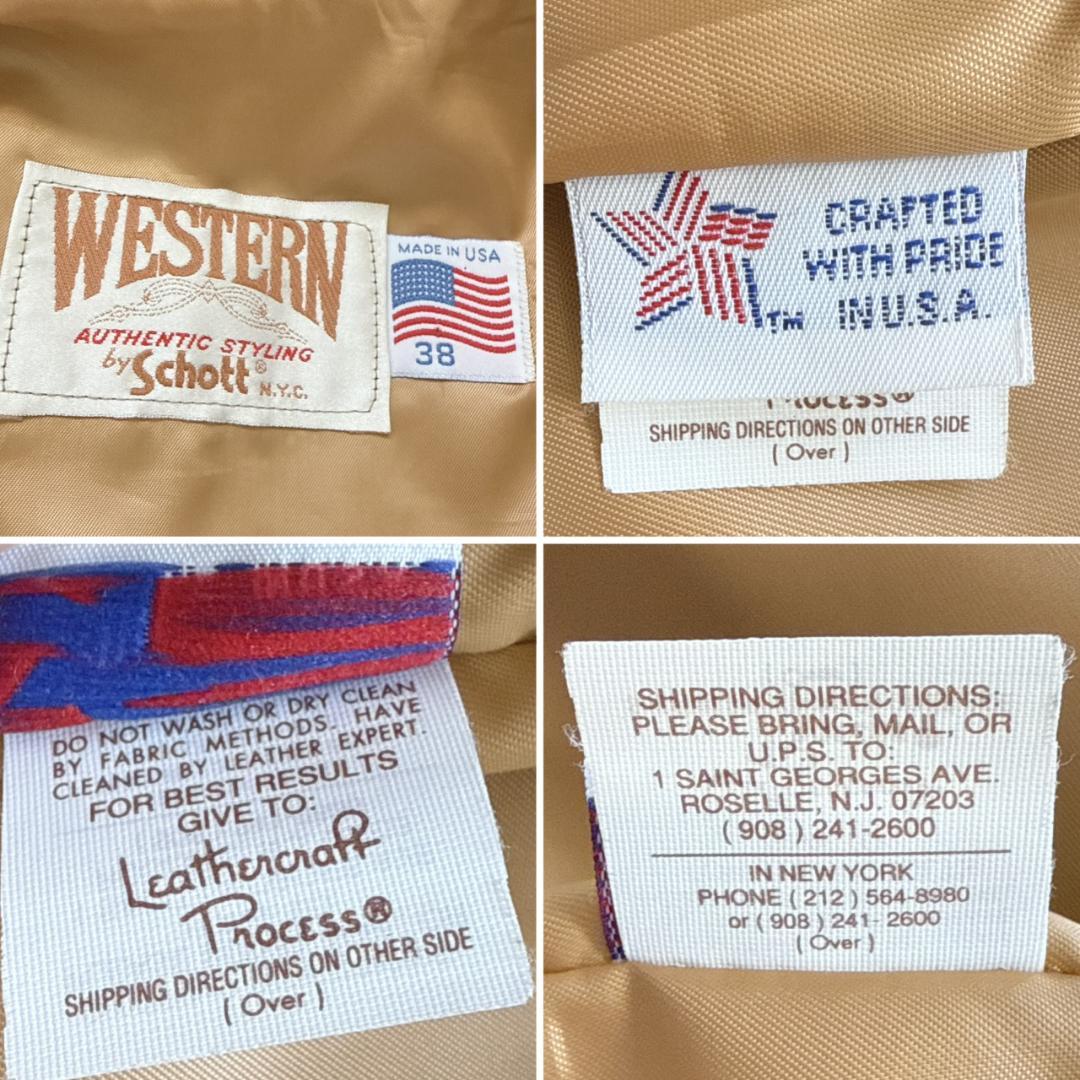 WESTERN
AUTHENTIC STYLING
by Schott® N.Y.C.
MADE IN USA
38
CRAFTED
WITH PRIDE
IN U.S.A.
TM
PROCESS®
SHIPPING DIRECTIONS ON OTHER SIDE
( Over )
DO NOT WASH OR DRY CLEAN
BY FABRIC METHODS. HAVE
CLEANED BY LEATHER EXPERT.
FOR BEST RESULTS
GIVE TO:
Leathercraft
Process®
SHIPPING DIRECTIONS ON OTHER SIDE
( Over )
SHIPPING DIRECTIONS:
PLEASE BRING, MAIL, OR
U.P.S. TO:
1 SAINT GEORGES AVE.
ROSELLE, N.J. 07203
( 908 ) 241-2600
IN NEW YORK
PHONE ( 212 ) 564-8980
or ( 908 ) 241- 2600
( Over )